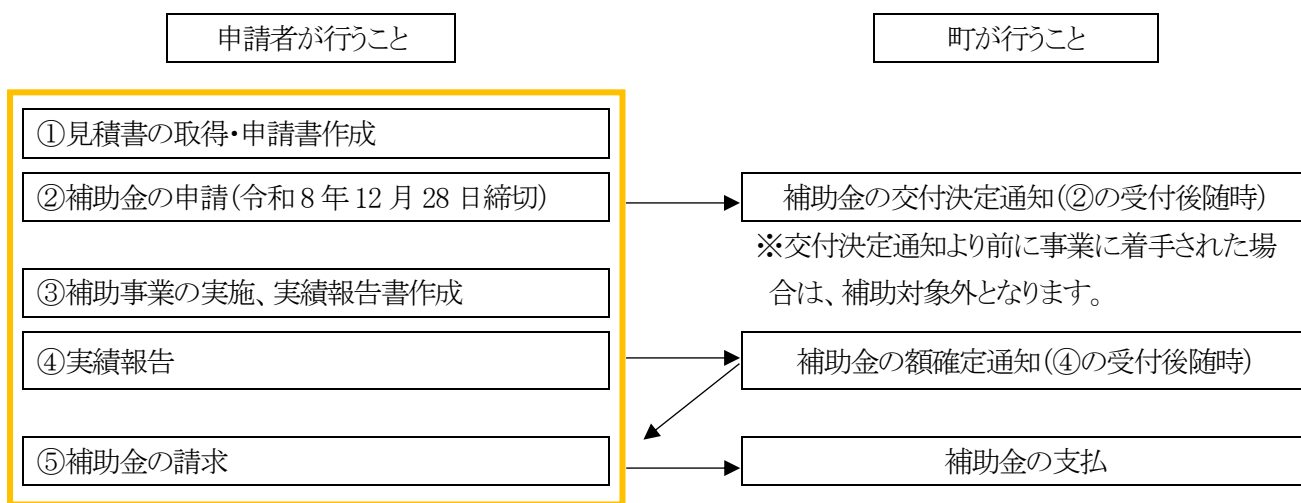 申請者が行うこと
町が行うこと
①見積書の取得・申請書作成
②補助金の申請(令和8年12月28日締切)
補助金の交付決定通知(②の受付後随時)
※交付決定通知より前に事業に着手された場
合は、補助対象外となります。
③補助事業の実施、実績報告書作成
④実績報告
補助金の額確定通知(④の受付後随時)
⑤補助金の請求
補助金の支払